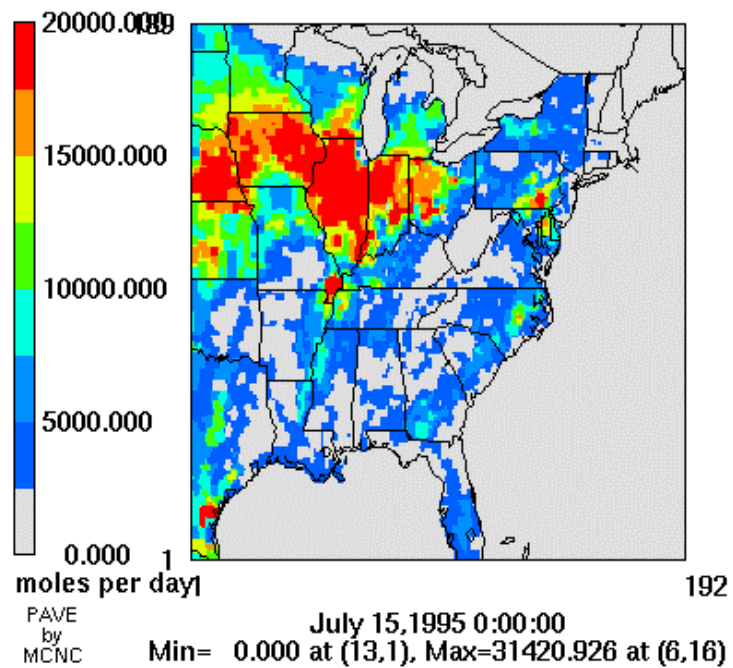 20000.000
189
15000.000
10000.000
5000.000
0.000
1
moles per day
1
192
PAVE
by
MCNC
July 15,1995 0:00:00
Min= 0.000 at (13,1), Max=31420.926 at (6,16)